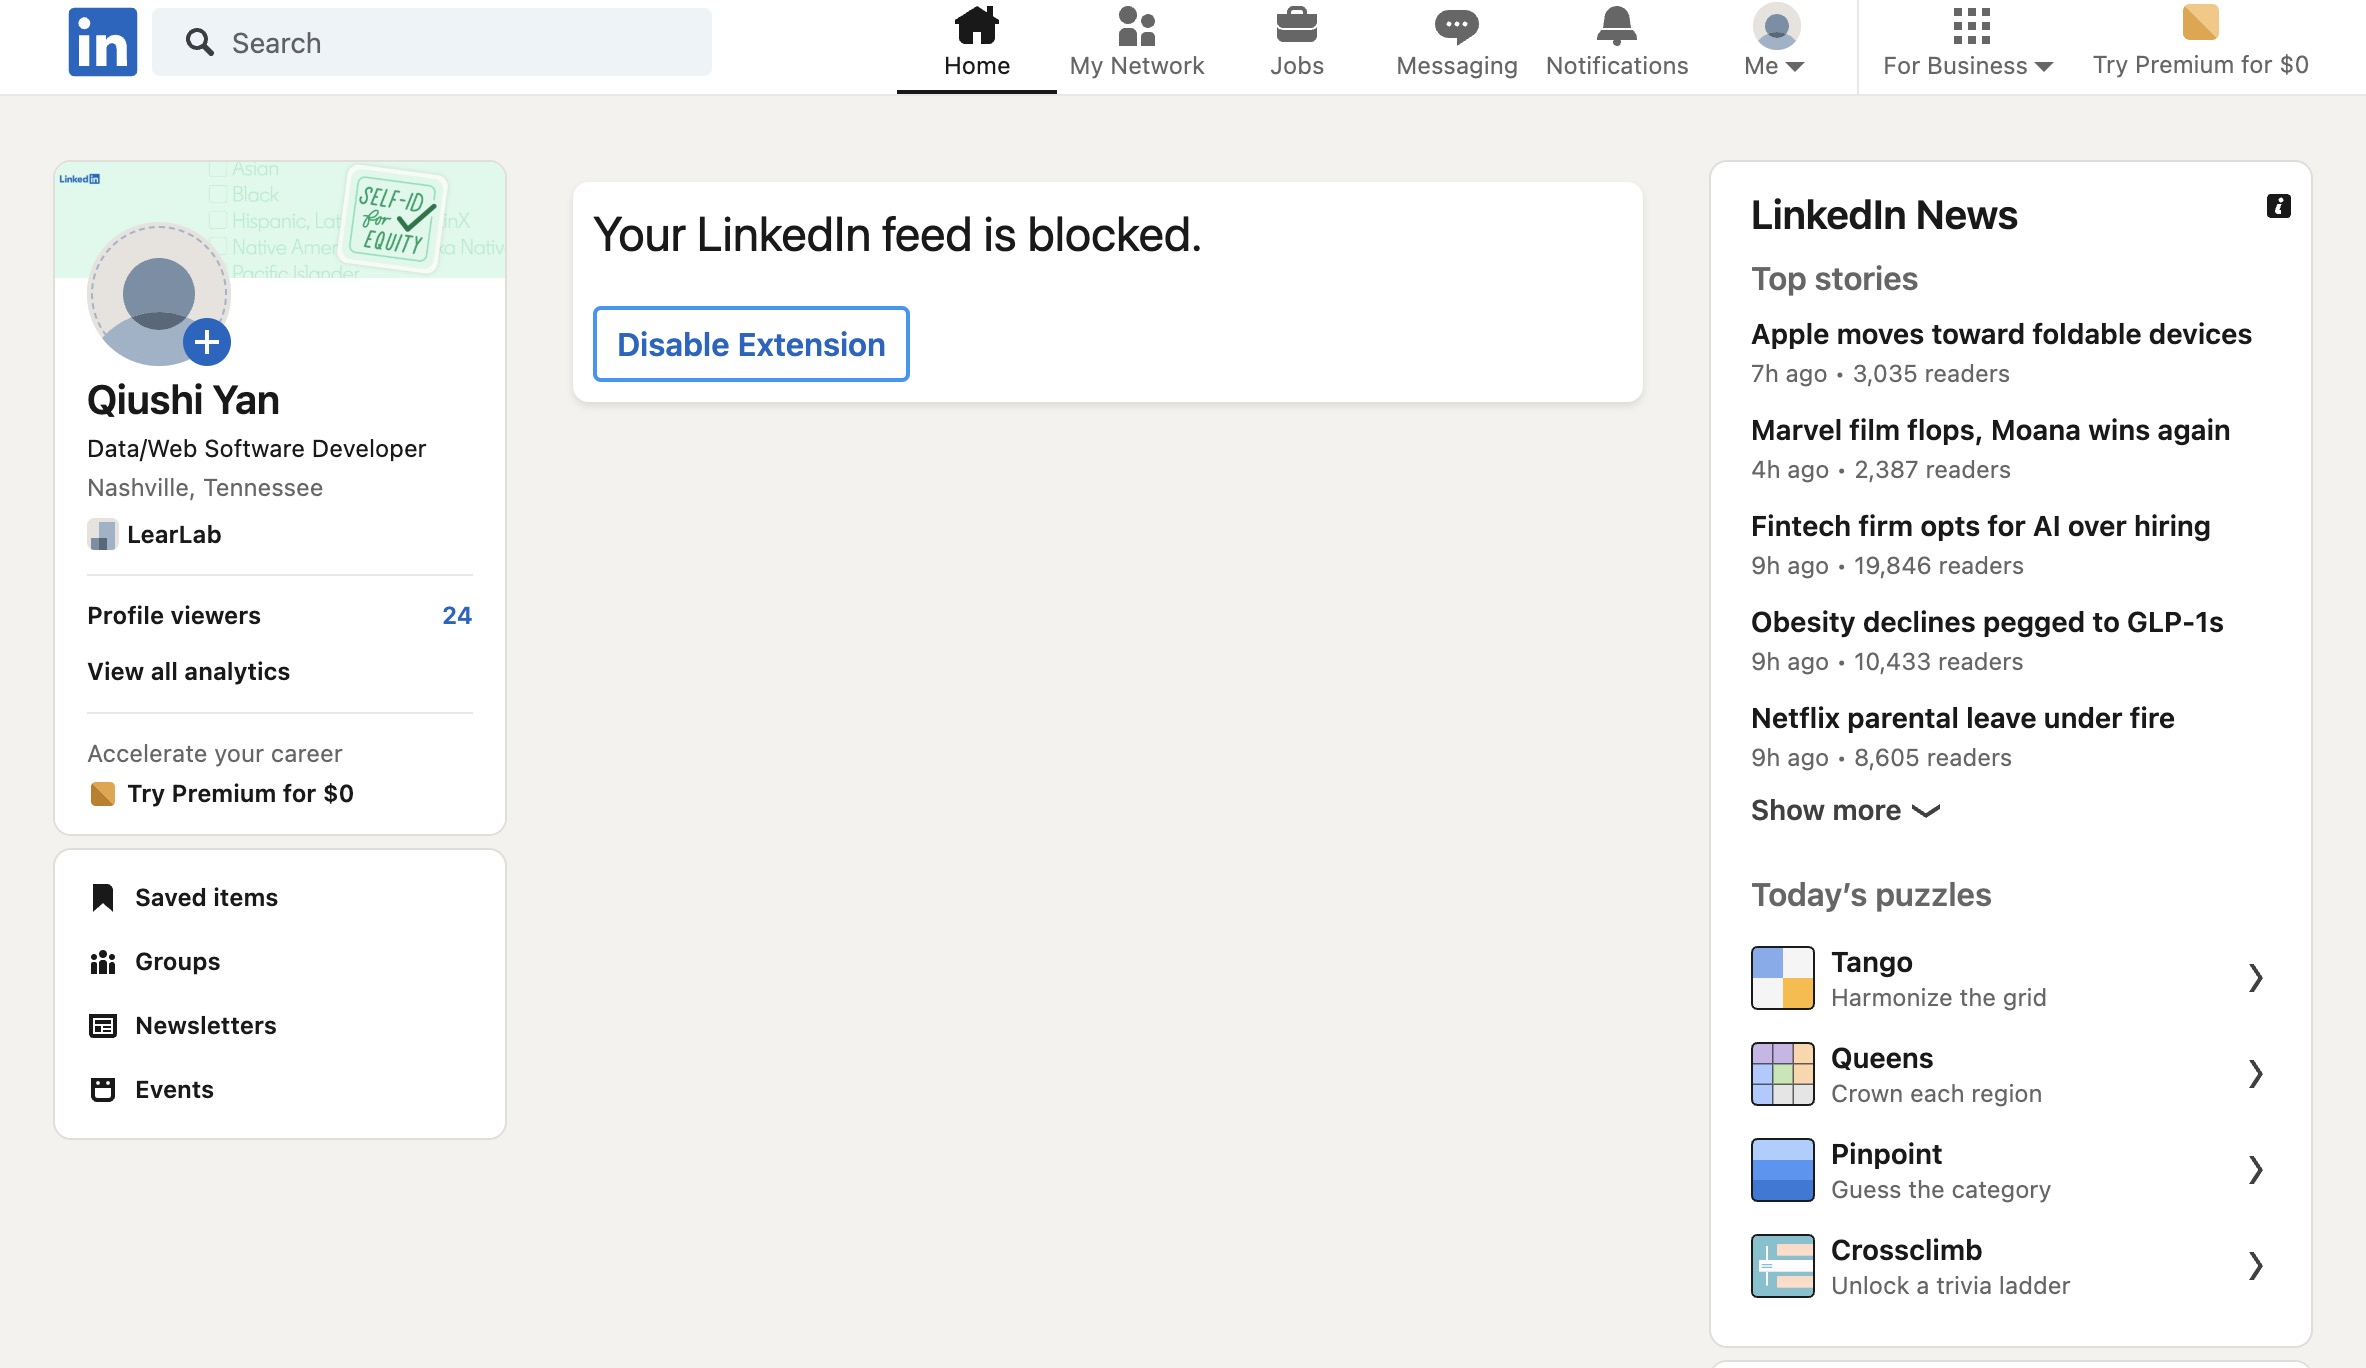 in
Search
Home
My Network
Jobs
Messaging
Notifications
Me
For Business
Try Premium for $0
LinkedIn
Asian
Black
Hispanic, Lat
inX
Native Amer
ka Nativ
Pacific Islander
SELF-ID
for
EQUITY
Qiushi Yan
Data/Web Software Developer
Nashville, Tennessee
LearLab
Profile viewers 24
View all analytics
Accelerate your career
Try Premium for $0
Saved items
Groups
Newsletters
Events
Your LinkedIn feed is blocked.
Disable Extension
LinkedIn News
Top stories
Apple moves toward foldable devices
7h ago • 3,035 readers
Marvel film flops, Moana wins again
4h ago • 2,387 readers
Fintech firm opts for AI over hiring
9h ago • 19,846 readers
Obesity declines pegged to GLP-1s
9h ago • 10,433 readers
Netflix parental leave under fire
9h ago • 8,605 readers
Show more
Today’s puzzles
Tango
Harmonize the grid
Queens
Crown each region
Pinpoint
Guess the category
Crossclimb
Unlock a trivia ladder